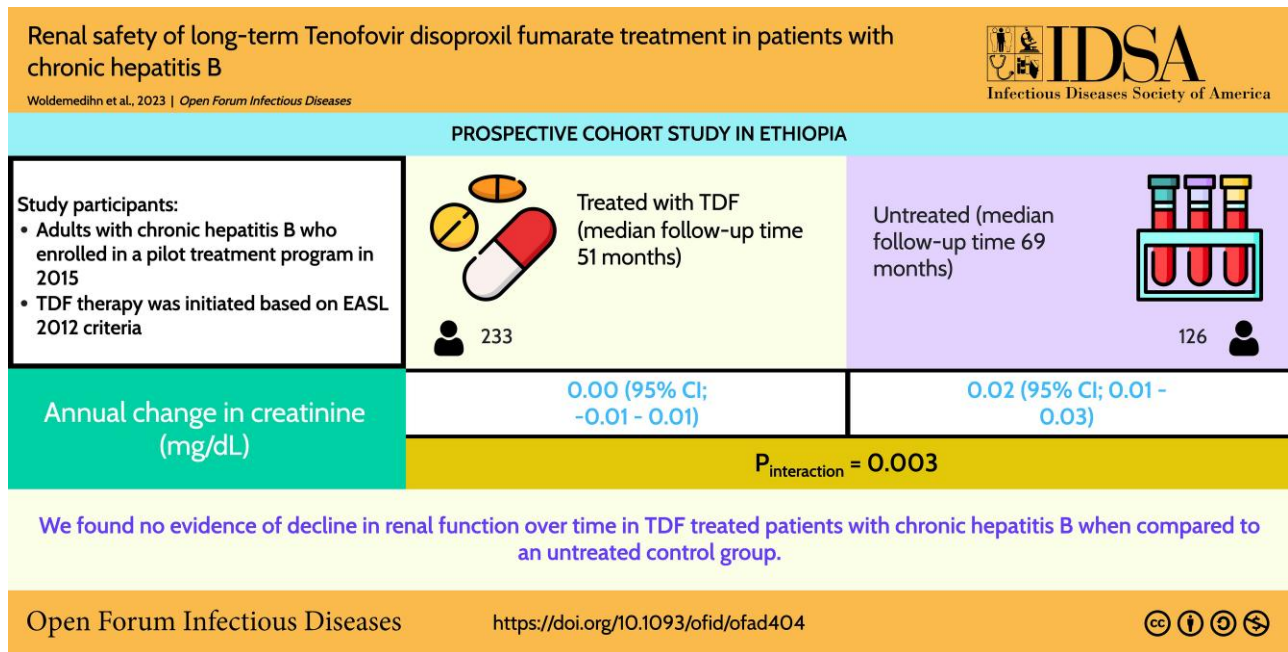 Renal safety of long-term Tenofovir disoproxil fumarate treatment in patients with
chronic hepatitis B
Woldemedihn et al., 2023 | Open Forum Infectious Diseases
IDSA
Infectious Diseases Society of America
PROSPECTIVE COHORT STUDY IN ETHIOPIA
Study participants:
• Adults with chronic hepatitis B who
enrolled in a pilot treatment program in
2015
• TDF therapy was initiated based on EASL
2012 criteria
Treated with TDF
(median follow-up time
51 months)
233
Untreated (median
follow-up time 69
months)
126
Annual change in creatinine
(mg/dL)
0.00 (95% CI;
-0.01 - 0.01)
0.02 (95% CI; 0.01 -
0.03)
Pinteraction = 0.003
We found no evidence of decline in renal function over time in TDF treated patients with chronic hepatitis B when compared to
an untreated control group.
Open Forum Infectious Diseases
https://doi.org/10.1093/ofid/ofad404
cc